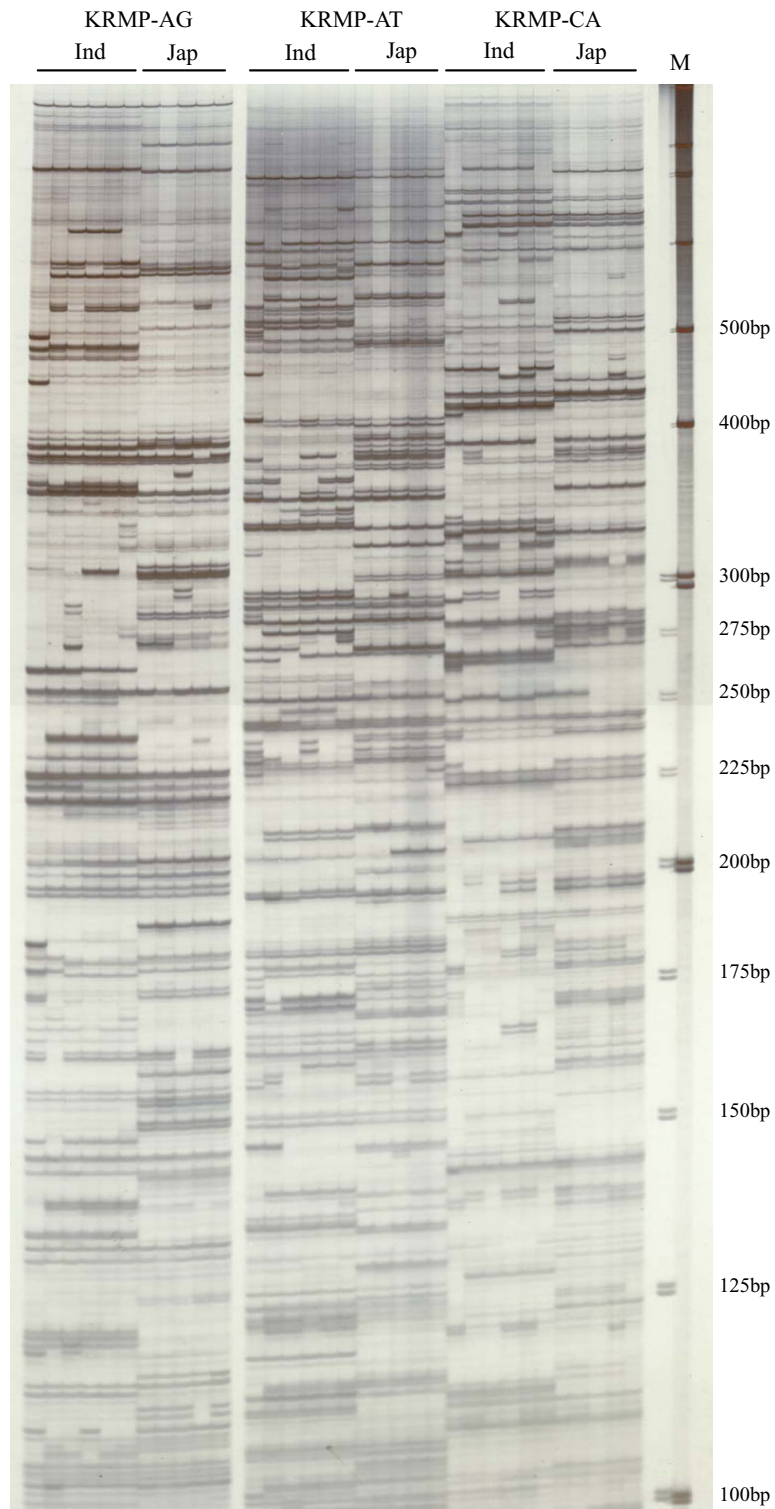 KRMP-AG KRMP-AT KRMP-CA
Ind Jap Ind Jap Ind Jap M
500bp
400bp
300bp
275bp
250bp
225bp
200bp
175bp
150bp
125bp
100bp